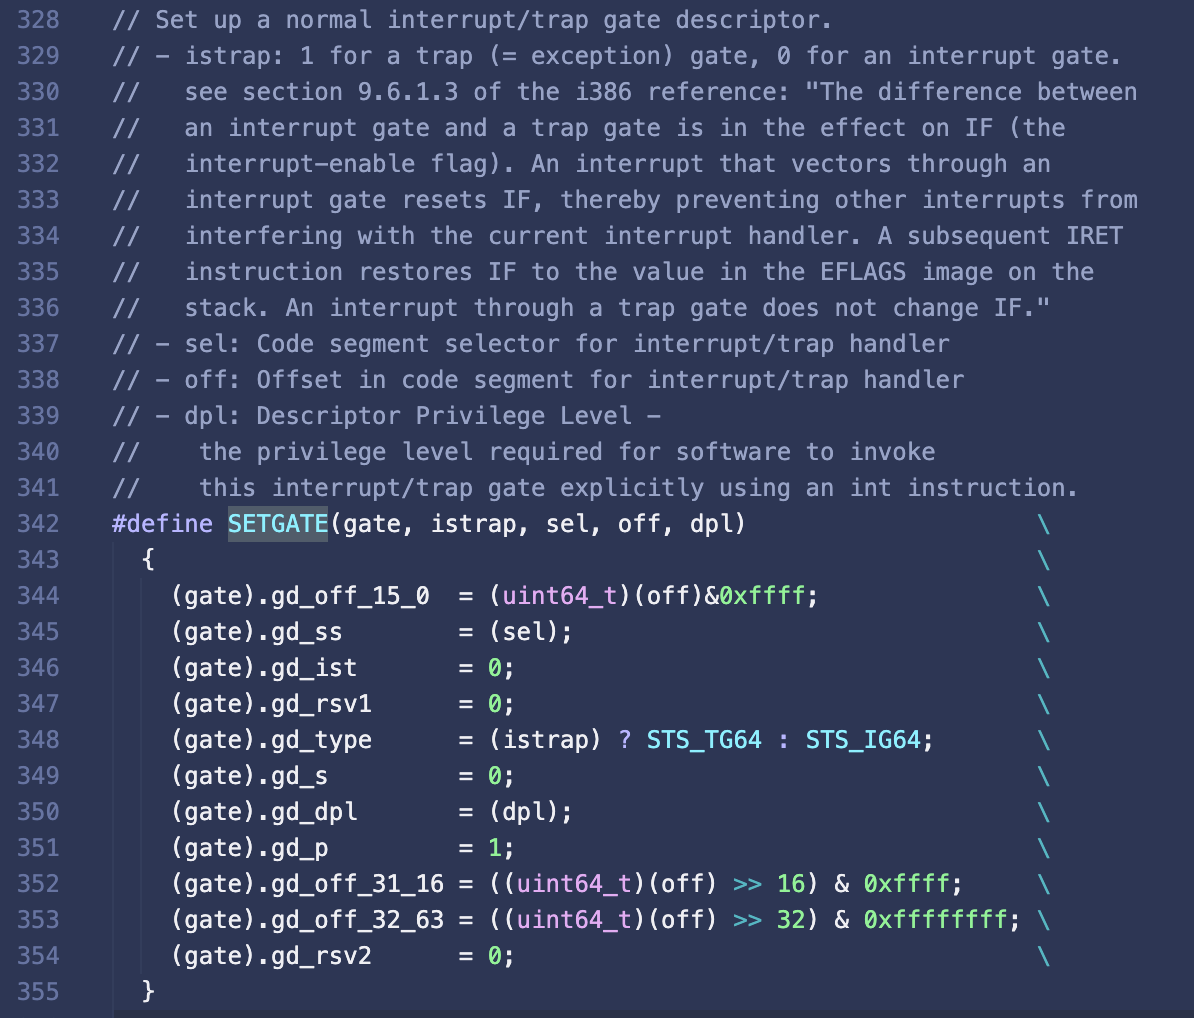 328 // Set up a normal interrupt/trap gate descriptor.
329 // - istrap: 1 for a trap (= exception) gate, 0 for an interrupt gate.
330 //   see section 9.6.1.3 of the i386 reference: "The difference between
331 //   an interrupt gate and a trap gate is in the effect on IF (the
332 //   interrupt-enable flag). An interrupt that vectors through an
333 //   interrupt gate resets IF, thereby preventing other interrupts from
334 //   interfering with the current interrupt handler. A subsequent IRET
335 //   instruction restores IF to the value in the EFLAGS image on the
336 //   stack. An interrupt through a trap gate does not change IF."
337 // - sel: Code segment selector for interrupt/trap handler
338 // - off: Offset in code segment for interrupt/trap handler
339 // - dpl: Descriptor Privilege Level -
340 //    the privilege level required for software to invoke
341 //    this interrupt/trap gate explicitly using an int instruction.
342 #define SETGATE(gate, istrap, sel, off, dpl)                    \
343   {                                                             \
344     (gate).gd_off_15_0  = (uint64_t)(off)&0xffff;               \
345     (gate).gd_ss        = (sel);                                \
346     (gate).gd_ist       = 0;                                    \
347     (gate).gd_rsv1      = 0;                                    \
348     (gate).gd_type      = (istrap) ? STS_TG64 : STS_IG64;       \
349     (gate).gd_s         = 0;                                    \
350     (gate).gd_dpl       = (dpl);                                \
351     (gate).gd_p         = 1;                                    \
352     (gate).gd_off_31_16 = ((uint64_t)(off) >> 16) & 0xffff;     \
353     (gate).gd_off_32_63 = ((uint64_t)(off) >> 32) & 0xffffffff; \
354     (gate).gd_rsv2      = 0;                                    \
355   }